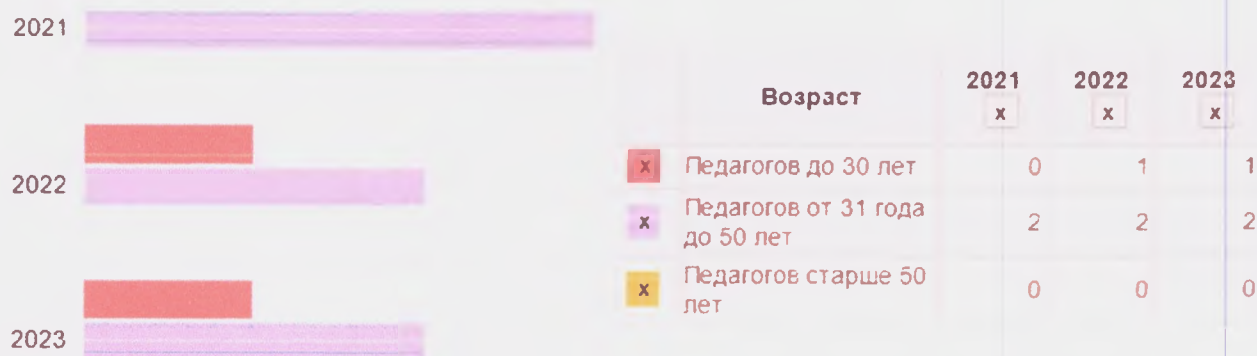 2021
2022
2023
Возраст 2021 2022 2023
x x x
x Педагогов до 30 лет 0 1 1
x Педагогов от 31 года
до 50 лет 2 2 2
x Педагогов старше 50
лет 0 0 0